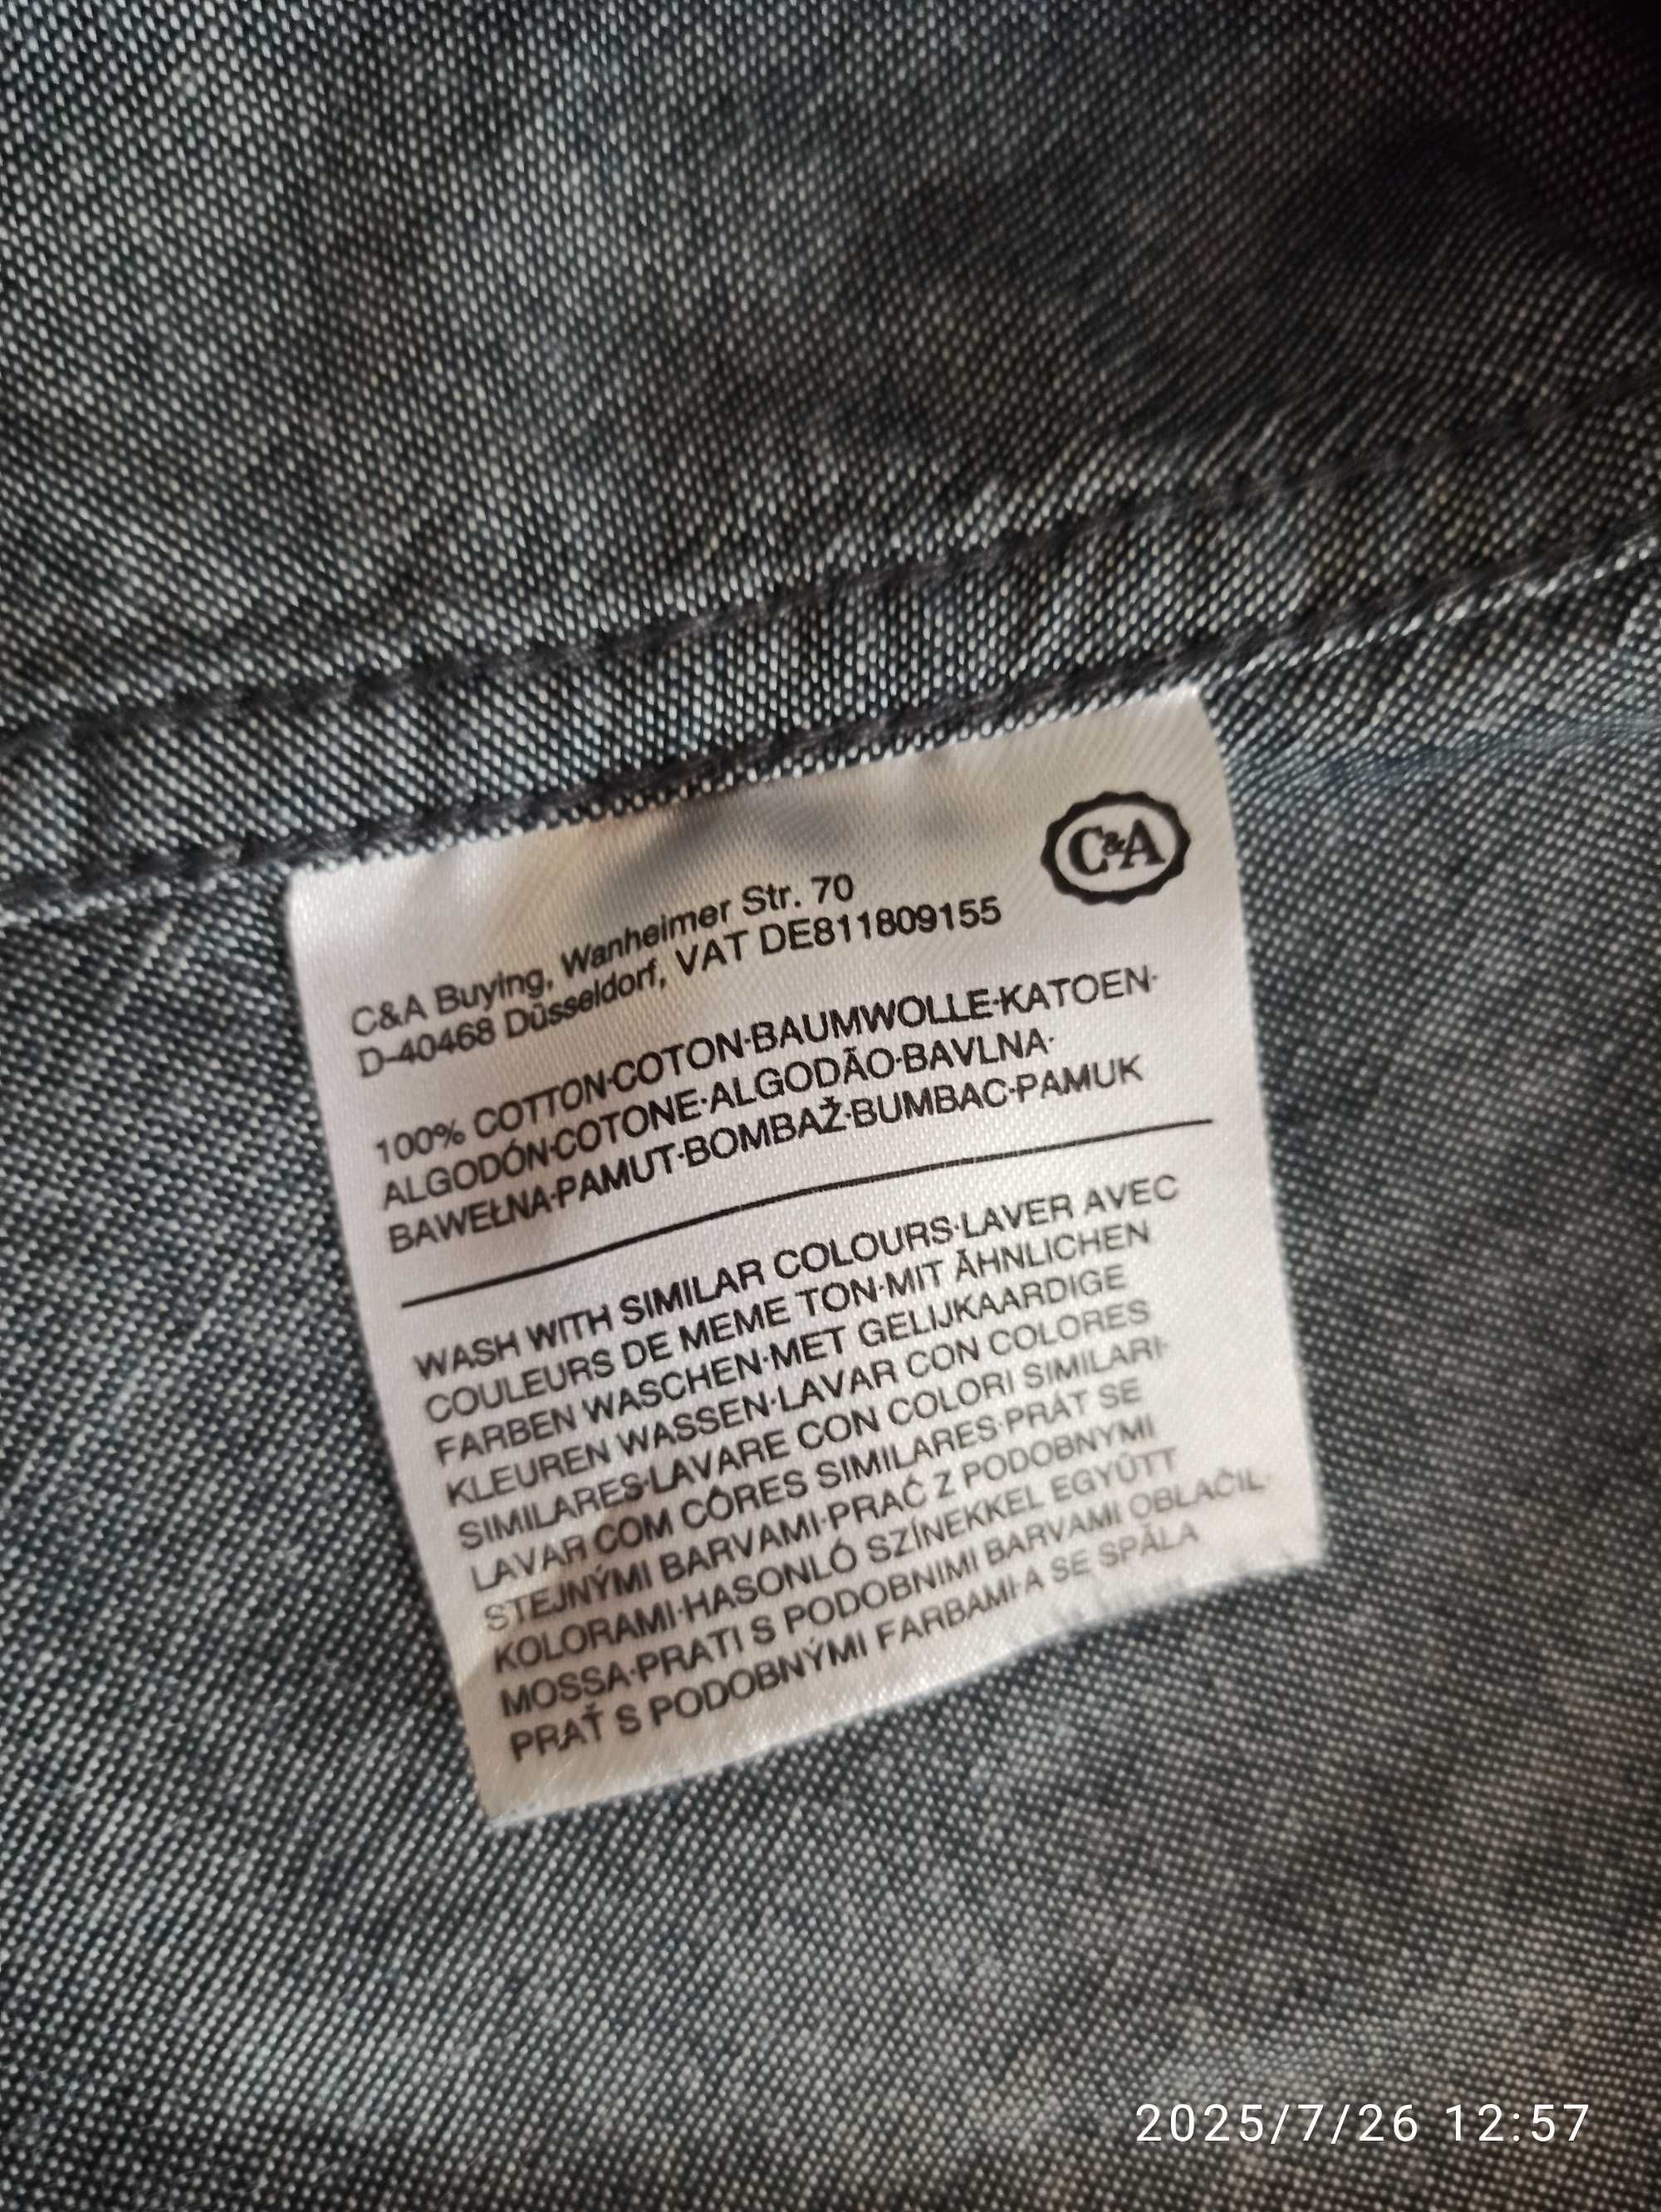 C&A
C&A Buying, Wanheimer Str. 70
D-40468 Düsseldorf, VAT DE811809155
100% COTTON·COTON·BAUMWOLLE·KATOEN·
ALGODÓN·COTONE·ALGODÃO·BAVLNA·
BAWEŁNA·PAMUT·BOMBAŽ·BUMBAC·PAMUK
WASH WITH SIMILAR COLOURS·LAVER AVEC
COULEURS DE MEME TON·MIT ÄHNLICHEN
FARBEN WASCHEN·MET GELIJKAARDIGE
KLEUREN WASSEN·LAVAR CON COLORES
SIMILARES·LAVARE CON COLORI SIMILARI·
LAVAR COM CÔRES SIMILARES·PRÁT SE
STEJNÝMI BARVAMI·PRAĆ Z PODOBNYMI
KOLORAMI·HASONLÓ SZÍNEKKEL EGYÜTT
MOSSA·PRATI S PODOBNIMI BARVAMI OBLAČIL·
PRAŤ S PODOBNÝMI FARBAMI·A SE SPĂLA
2025/7/26 12:57